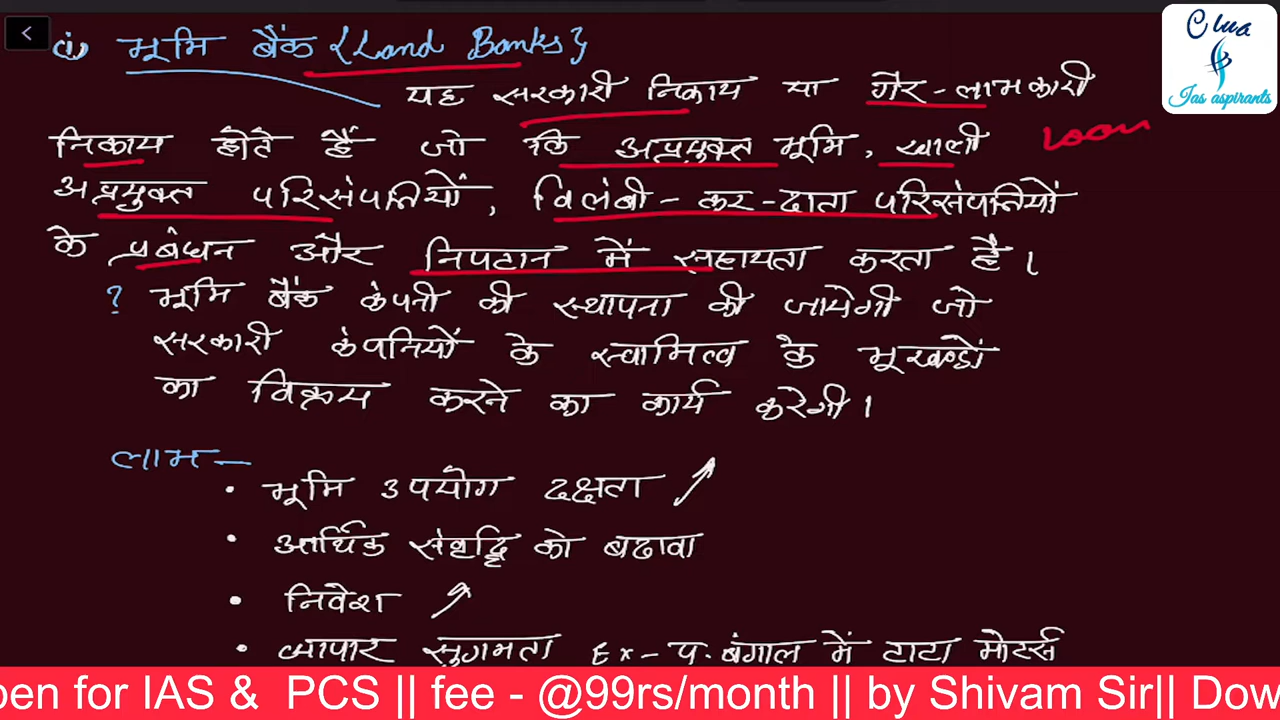 (i) भूमि बैंक {Land Banks}
यह सरकारी निकाय या गैर-लाभकारी
निकाय होते हैं जो कि अप्रयुक्त भूमि, खाली
loan
अप्रयुक्त परिसंपत्तियों, विलंबी-कर-दाता परिसंपत्तियों
के प्रबंधन और निपटान में सहायता करता है।
? भूमि बैंक कंपनी की स्थापना की जायेगी जो
सरकारी कंपनियों के स्वामित्व के भूखण्डों
का विक्रय करने का कार्य करेगी।
लाभ-
• भूमि उपयोग दक्षता ↗
• आर्थिक संवृद्धि को बढावा
• निवेश ↗
• व्यापार सुगमता Ex- प. बंगाल में टाटा मोर्टर्स
pen for IAS & PCS || fee - @99rs/month || by Shivam Sir|| Dow
Clua
Ias aspirants